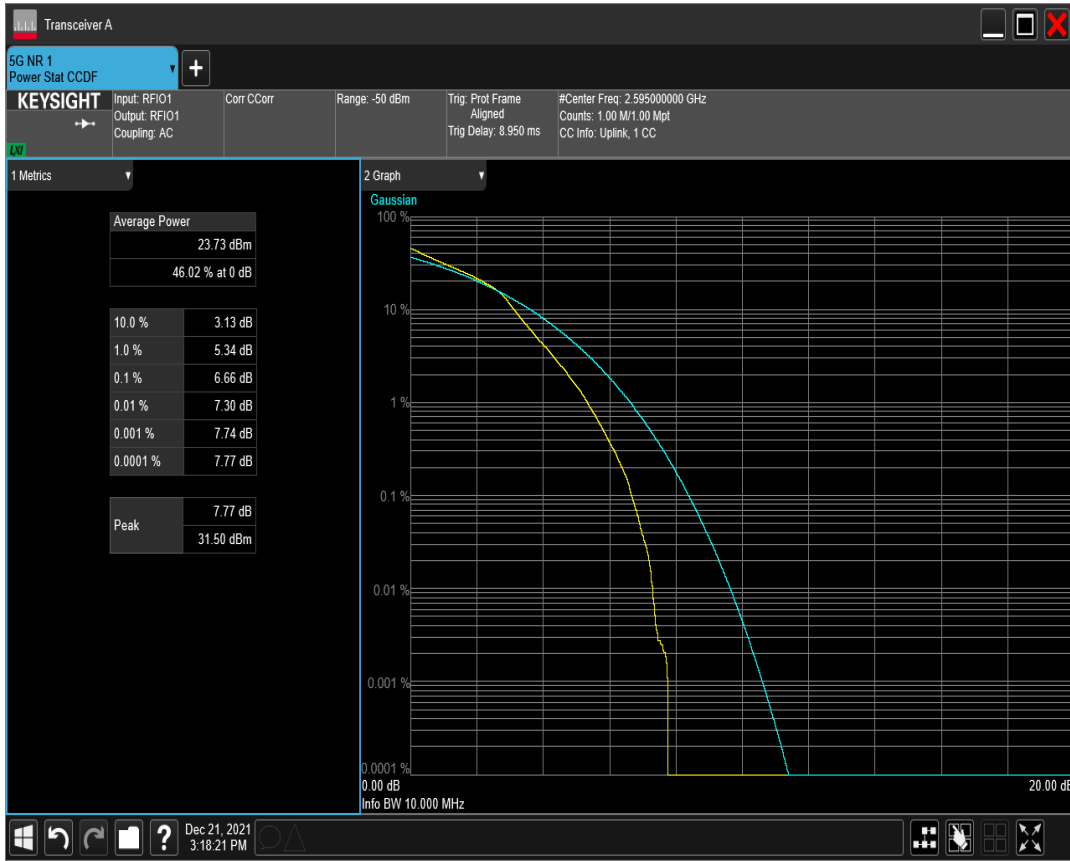 Transceiver A
5G NR 1
Power Stat CCDF
KEYSIGHT
LXI
Input: RFIO1
Output: RFIO1
Coupling: AC
Corr CCorr
Range: -50 dBm
Trig: Prot Frame
Aligned
Trig Delay: 8.950 ms
#Center Freq: 2.595000000 GHz
Counts: 1.00 M/1.00 Mpt
CC Info: Uplink, 1 CC
1 Metrics
Average Power
23.73 dBm
46.02 % at 0 dB
10.0 % 3.13 dB
1.0 % 5.34 dB
0.1 % 6.66 dB
0.01 % 7.30 dB
0.001 % 7.74 dB
0.0001 % 7.77 dB
Peak 7.77 dB
31.50 dBm
2 Graph
Gaussian
100 %
10 %
1 %
0.1 %
0.01 %
0.001 %
0.0001 %
0.00 dB 20.00 dB
Info BW 10.000 MHz
?
Dec 21, 2021
3:18:21 PM